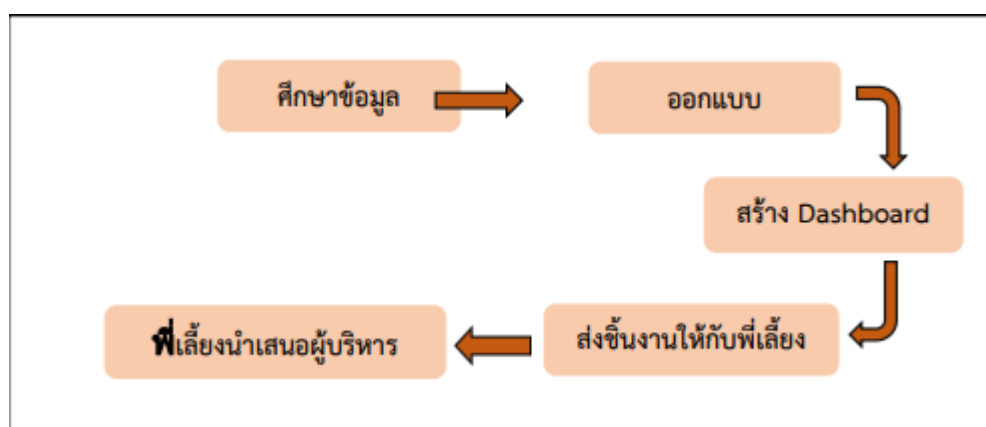 ศึกษาข้อมูล
ออกแบบ
สร้าง Dashboard
ส่งชิ้นงานให้กับพี่เลี้ยง
พี่เลี้ยงนำเสนอผู้บริหาร